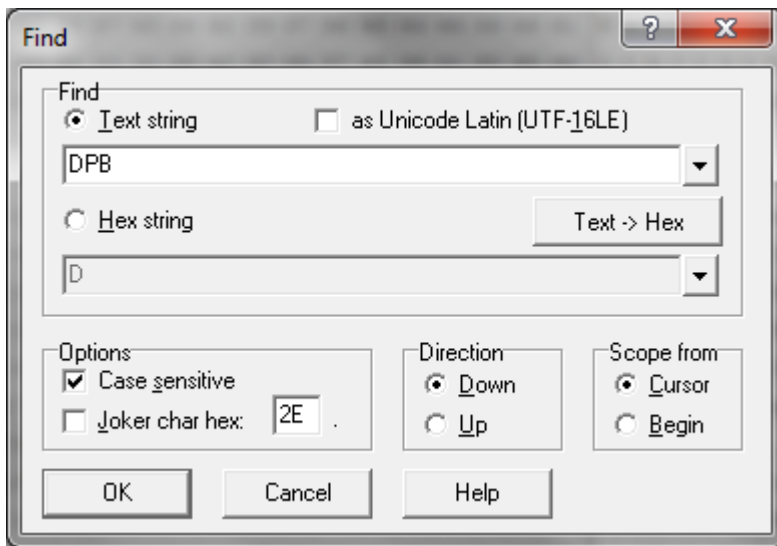 Find
?
X
Find
Text string
as Unicode Latin (UTF-16LE)
DPB
Hex string
Text -> Hex
D
Options
Case sensitive
Joker char hex: 2E .
Direction
Down
Up
Scope from
Cursor
Begin
OK
Cancel
Help